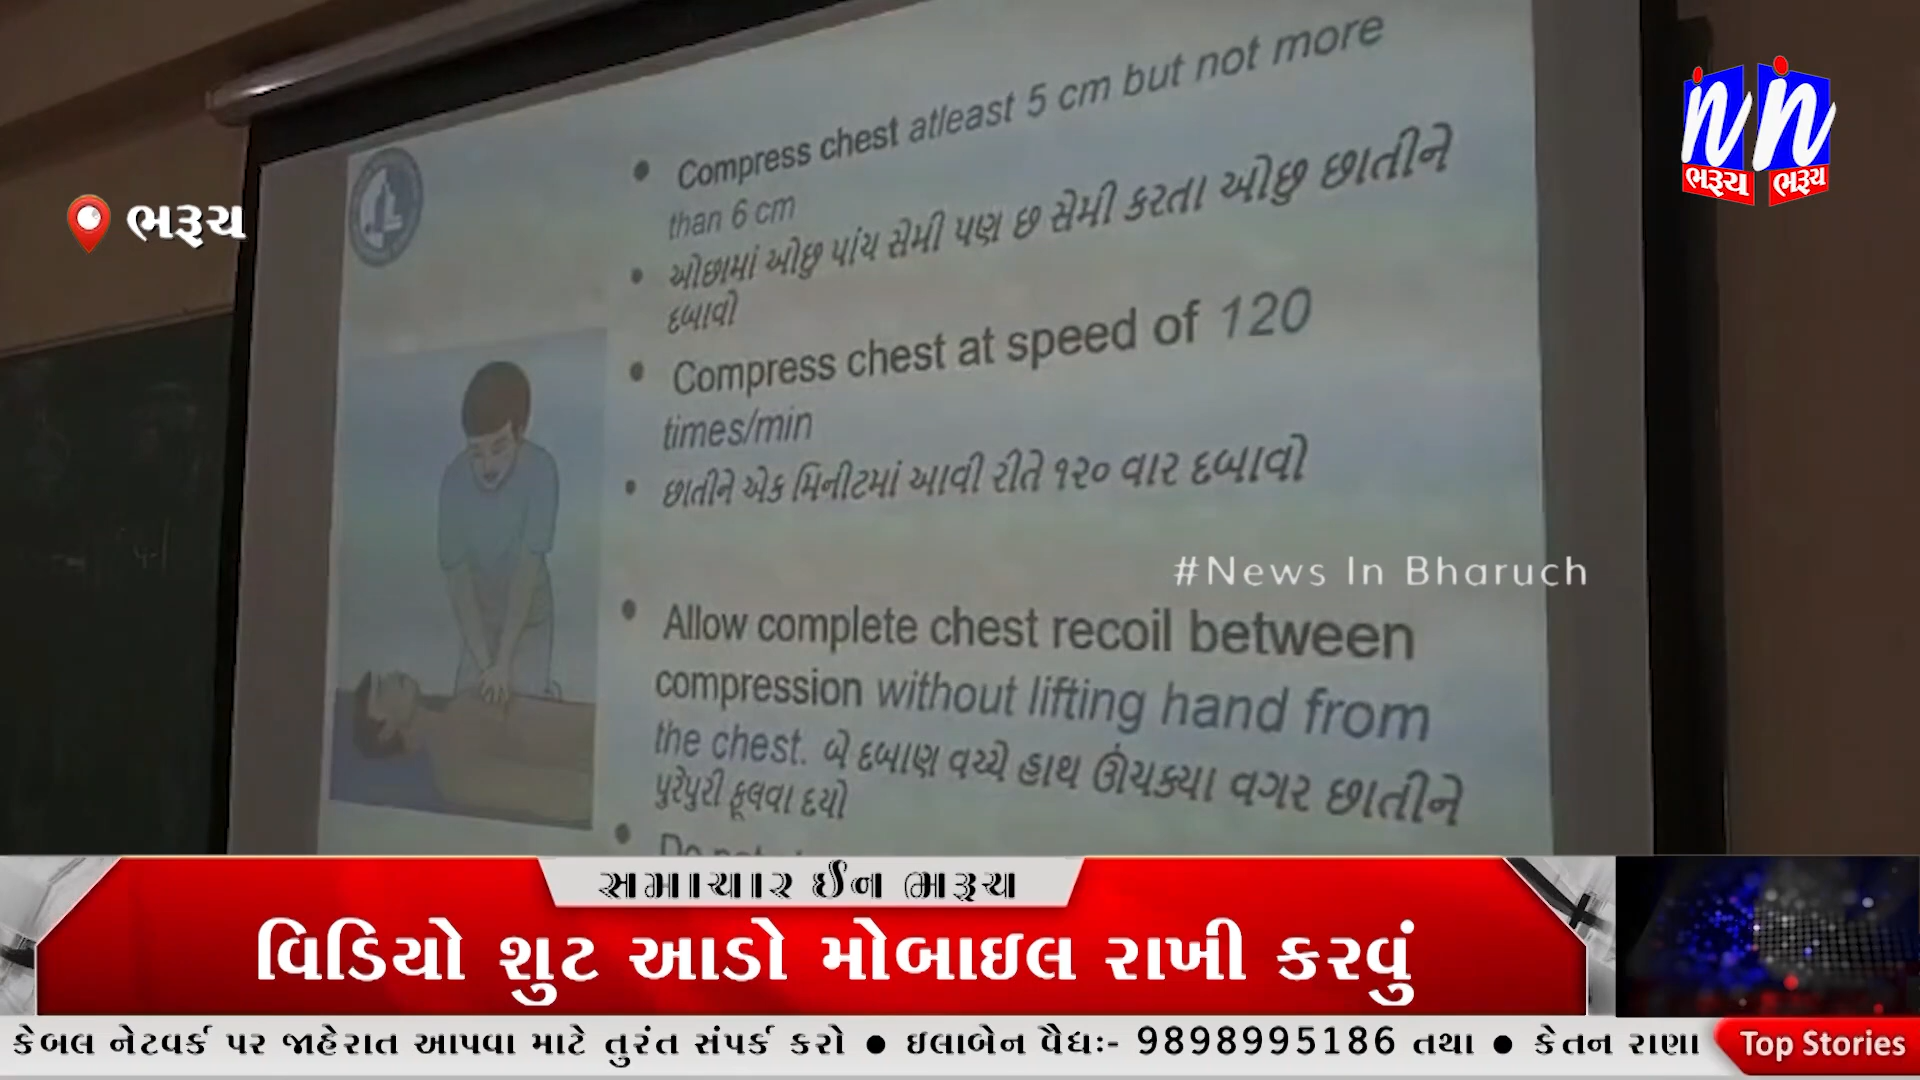 • Compress chest atleast 5 cm but not more
than 6 cm
• ઓછામાં ઓછુ પાંચ સેમી પણ છ સેમી કરતા ઓછુ છાતીને
દબાવો
• Compress chest at speed of 120
times/min
• છાતીને એક મિનીટમાં આવી રીતે ૧૨૦ વાર દબાવો
• Allow complete chest recoil between
compression without lifting hand from
the chest. બે દબાણ વચ્ચે હાથ ઊંચક્યા વગર છાતીને
પુરેપુરી ફૂલવા દયો
ભરૂચ
in in
ભરૂચ ભરૂચ
#News In Bharuch
સમાચાર ઈન ભરૂચ
વિડિયો શુટ આડો મોબાઇલ રાખી કરવું
કેબલ નેટવર્ક પર જાહેરાત આપવા માટે તુરંત સંપર્ક કરો ● ઇલાબેન વૈદ્યઃ- 9898995186 તથા ● કેતન રાણા
Top Stories